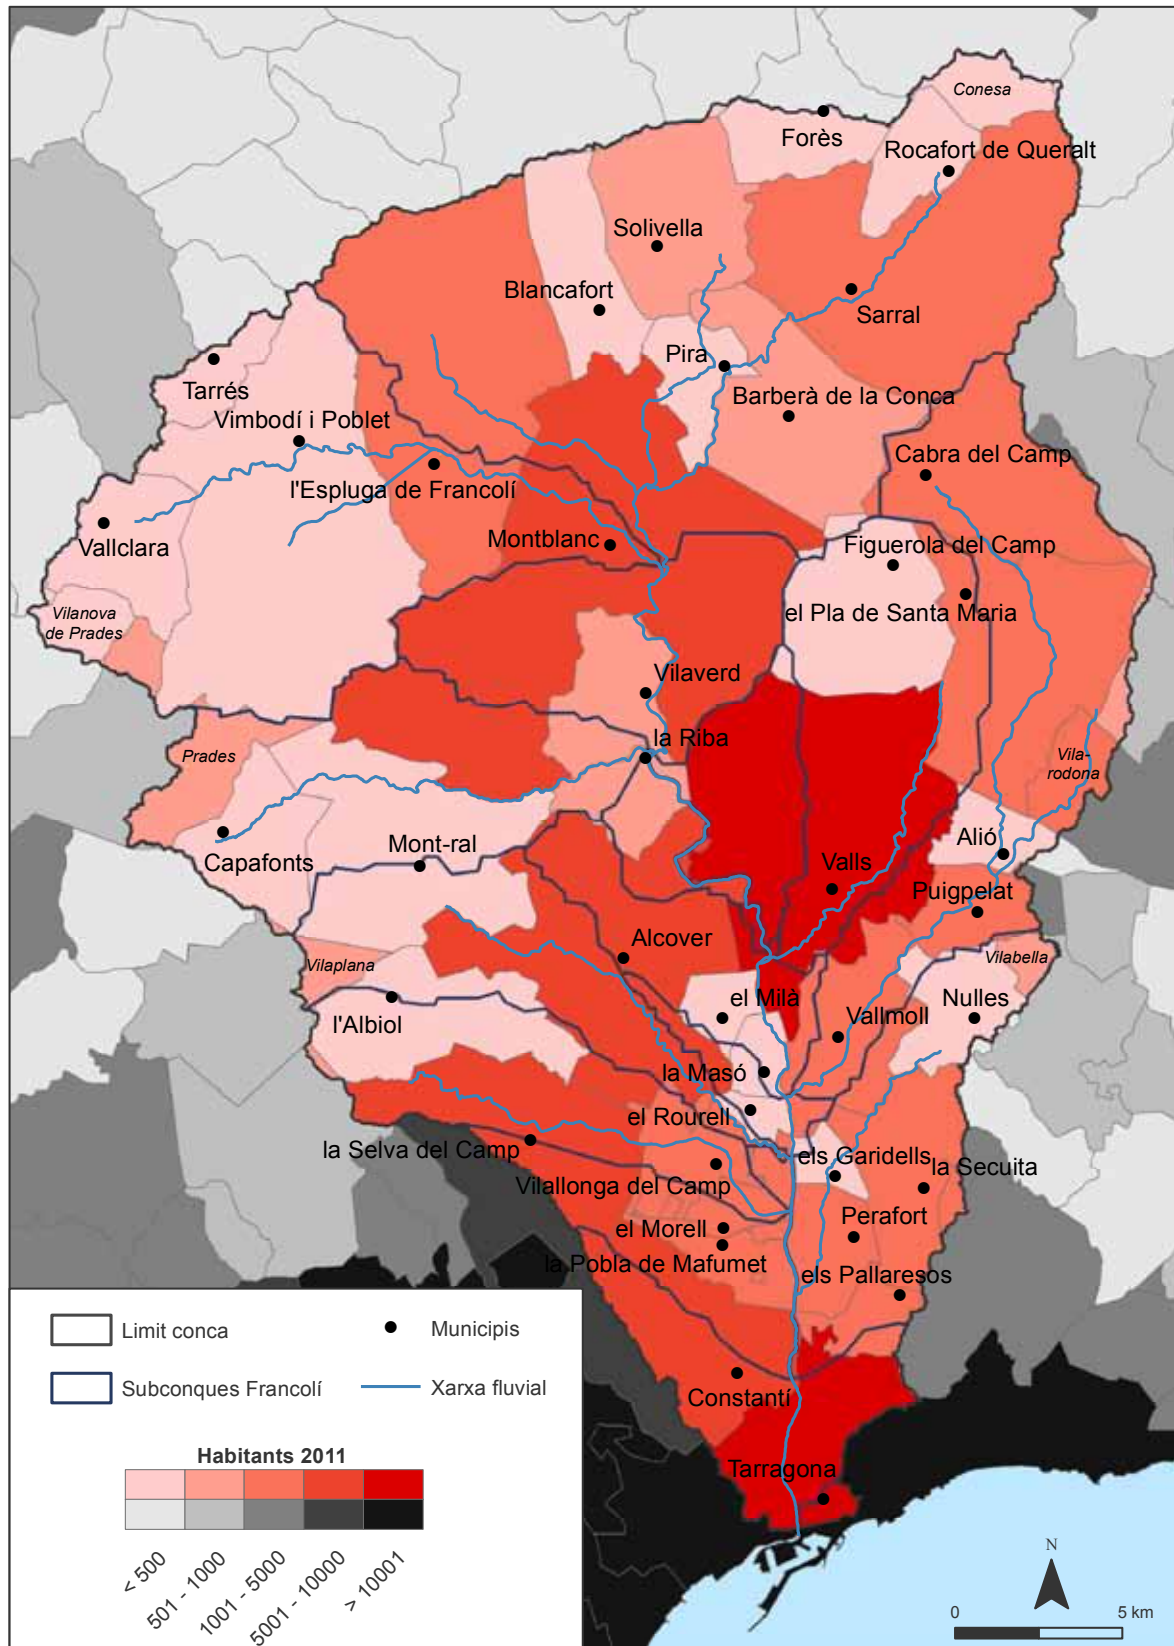 Conesa
Forès
Rocafort de Queralt
Solivella
Blancafort
Sarral
Pira
Tarrés
Barberà de la Conca
Vimbodí i Poblet
Cabra del Camp
l'Espluga de Francolí
Vallclara
Montblanc
Figuerola del Camp
Vilanova
de Prades
el Pla de Santa Maria
Vilaverd
la Riba
Prades
Vila-
rodona
Capafonts
Mont-ral
Alió
Valls
Puigpelat
Alcover
Vilaplana
Vilabella
l'Albiol
el Milà
Nulles
Vallmoll
la Masó
el Rourell
la Selva del Camp
els Garidells
la Secuita
Vilallonga del Camp
Perafort
el Morell
la Pobla de Mafumet
els Pallaresos
Constantí
Tarragona
Limit conca
Municipis
Subconques Francolí
Xarxa fluvial
Habitants 2011
< 500
501 - 1000
1001 - 5000
5001 - 10000
> 10001
N
0 5 km